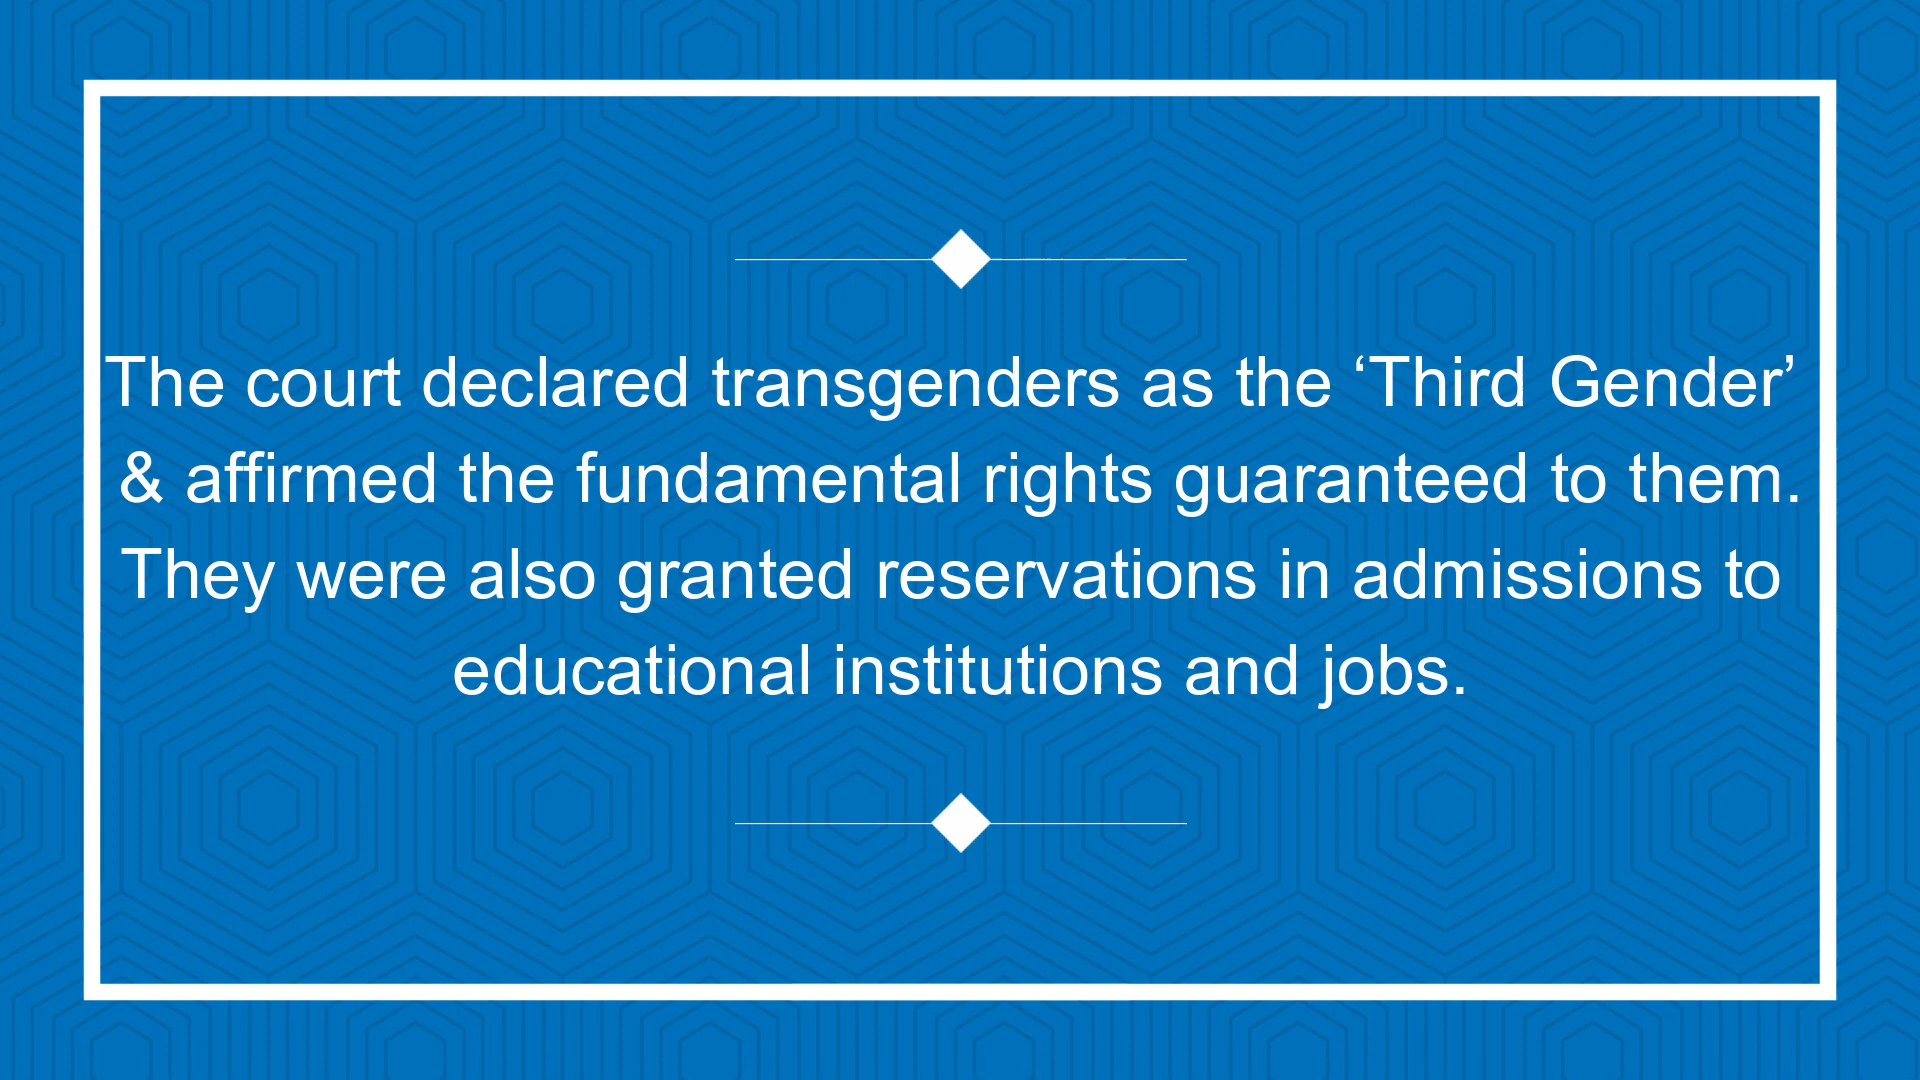 The court declared transgenders as the ‘Third Gender’
& affirmed the fundamental rights guaranteed to them.
They were also granted reservations in admissions to
educational institutions and jobs.